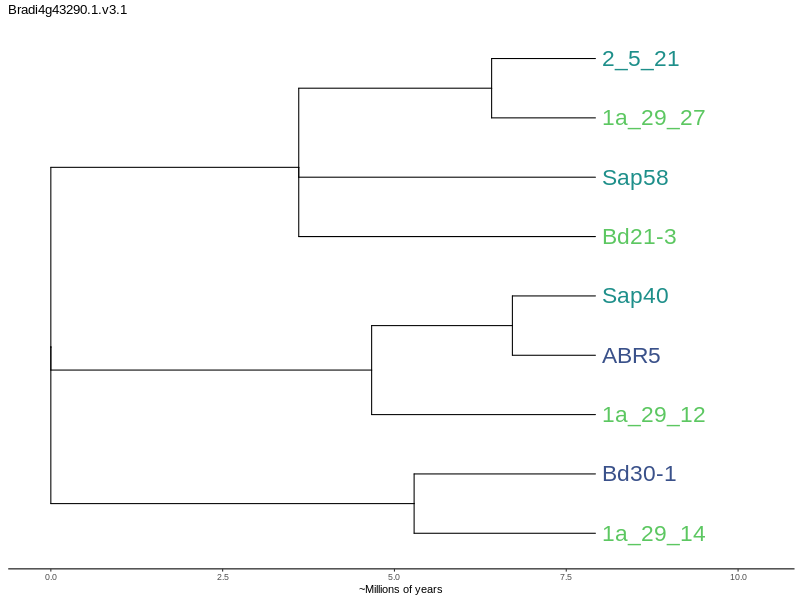 Bradi4g43290.1.v3.1
2_5_21
1a_29_27
Sap58
Bd21-3
Sap40
ABR5
1a_29_12
Bd30-1
1a_29_14
0.0 2.5 5.0 7.5 10.0
~Millions of years